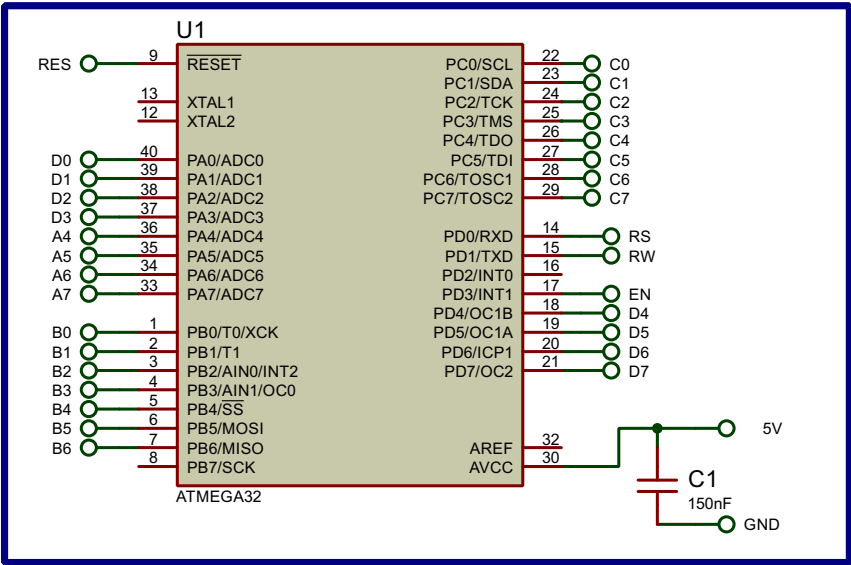 U1
RES 9 RESET PC0/SCL 22 C0
PC1/SDA 23 C1
13 XTAL1 PC2/TCK 24 C2
12 XTAL2 PC3/TMS 25 C3
PC4/TDO 26 C4
D0 40 PA0/ADC0 PC5/TDI 27 C5
D1 39 PA1/ADC1 PC6/TOSC1 28 C6
D2 38 PA2/ADC2 PC7/TOSC2 29 C7
D3 37 PA3/ADC3
A4 36 PA4/ADC4 PD0/RXD 14 RS
A5 35 PA5/ADC5 PD1/TXD 15 RW
A6 34 PA6/ADC6 PD2/INT0 16
A7 33 PA7/ADC7 PD3/INT1 17 EN
PD4/OC1B 18 D4
B0 1 PB0/T0/XCK PD5/OC1A 19 D5
B1 2 PB1/T1 PD6/ICP1 20 D6
B2 3 PB2/AIN0/INT2 PD7/OC2 21 D7
B3 4 PB3/AIN1/OC0
B4 5 PB4/SS
B5 6 PB5/MOSI 5V
B6 7 PB6/MISO AREF 32
8 PB7/SCK AVCC 30
C1
ATMEGA32 150nF
GND